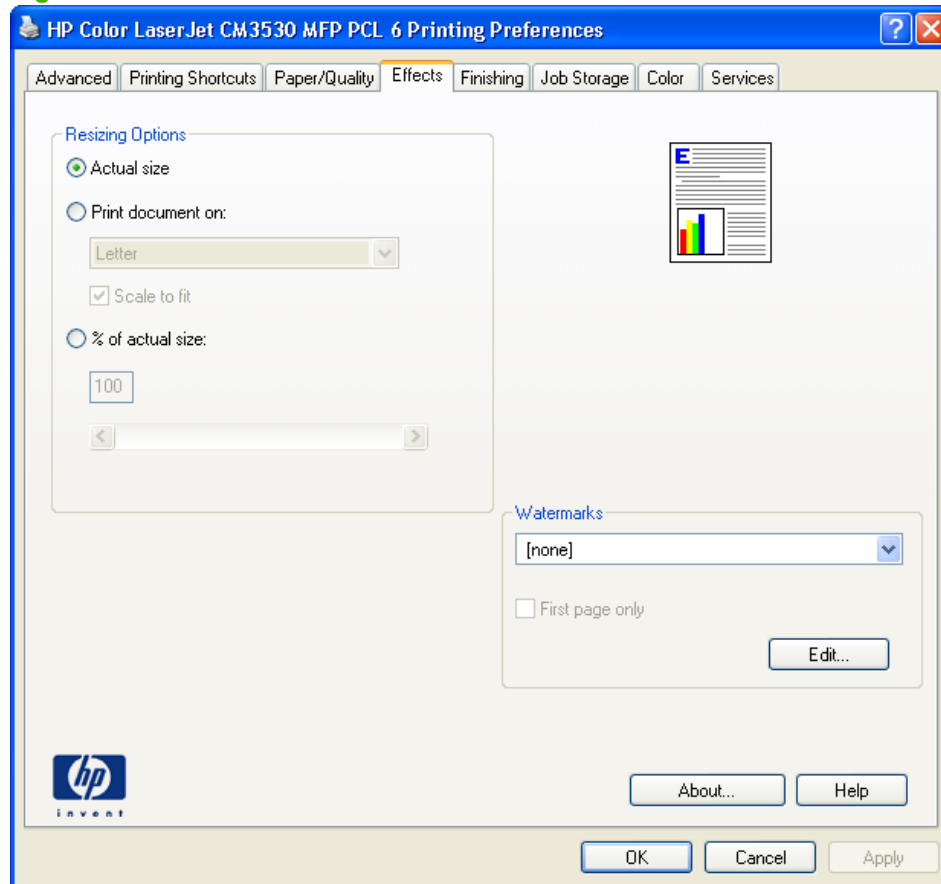 HP Color LaserJet CM3530 MFP PCL 6 Printing Preferences
Advanced Printing Shortcuts Paper/Quality Effects Finishing Job Storage Color Services
Resizing Options
Actual size
Print document on:
Letter
Scale to fit
% of actual size:
100
E
Watermarks
[none]
First page only
Edit...
hp
invent
About... Help
OK Cancel Apply